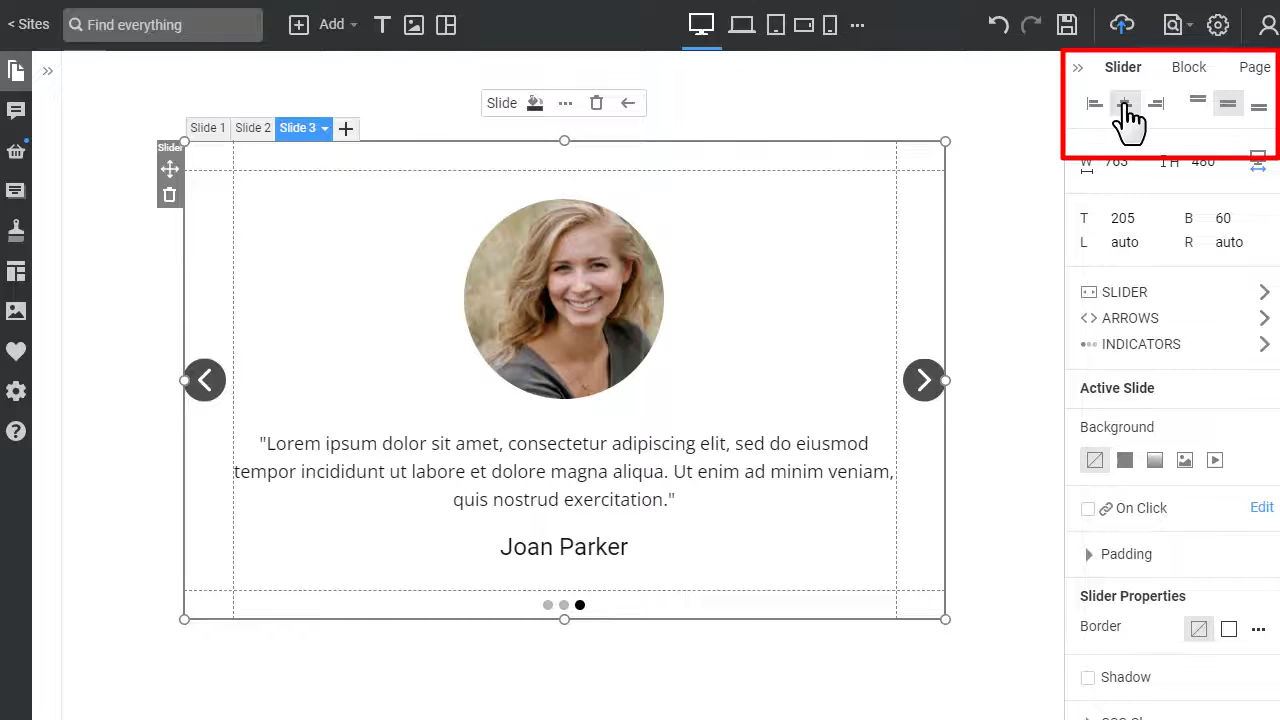 < Sites
Find everything
Add
Slider
Block
Page
Slide
Slide 1
Slide 2
Slide 3
Slider
W 763
H 480
T 205
B 60
L auto
R auto
SLIDER
ARROWS
INDICATORS
Active Slide
Background
On Click
Edit
Padding
Slider Properties
Border
Shadow
"Lorem ipsum dolor sit amet, consectetur adipiscing elit, sed do eiusmod
tempor incididunt ut labore et dolore magna aliqua. Ut enim ad minim veniam,
quis nostrud exercitation."
Joan Parker